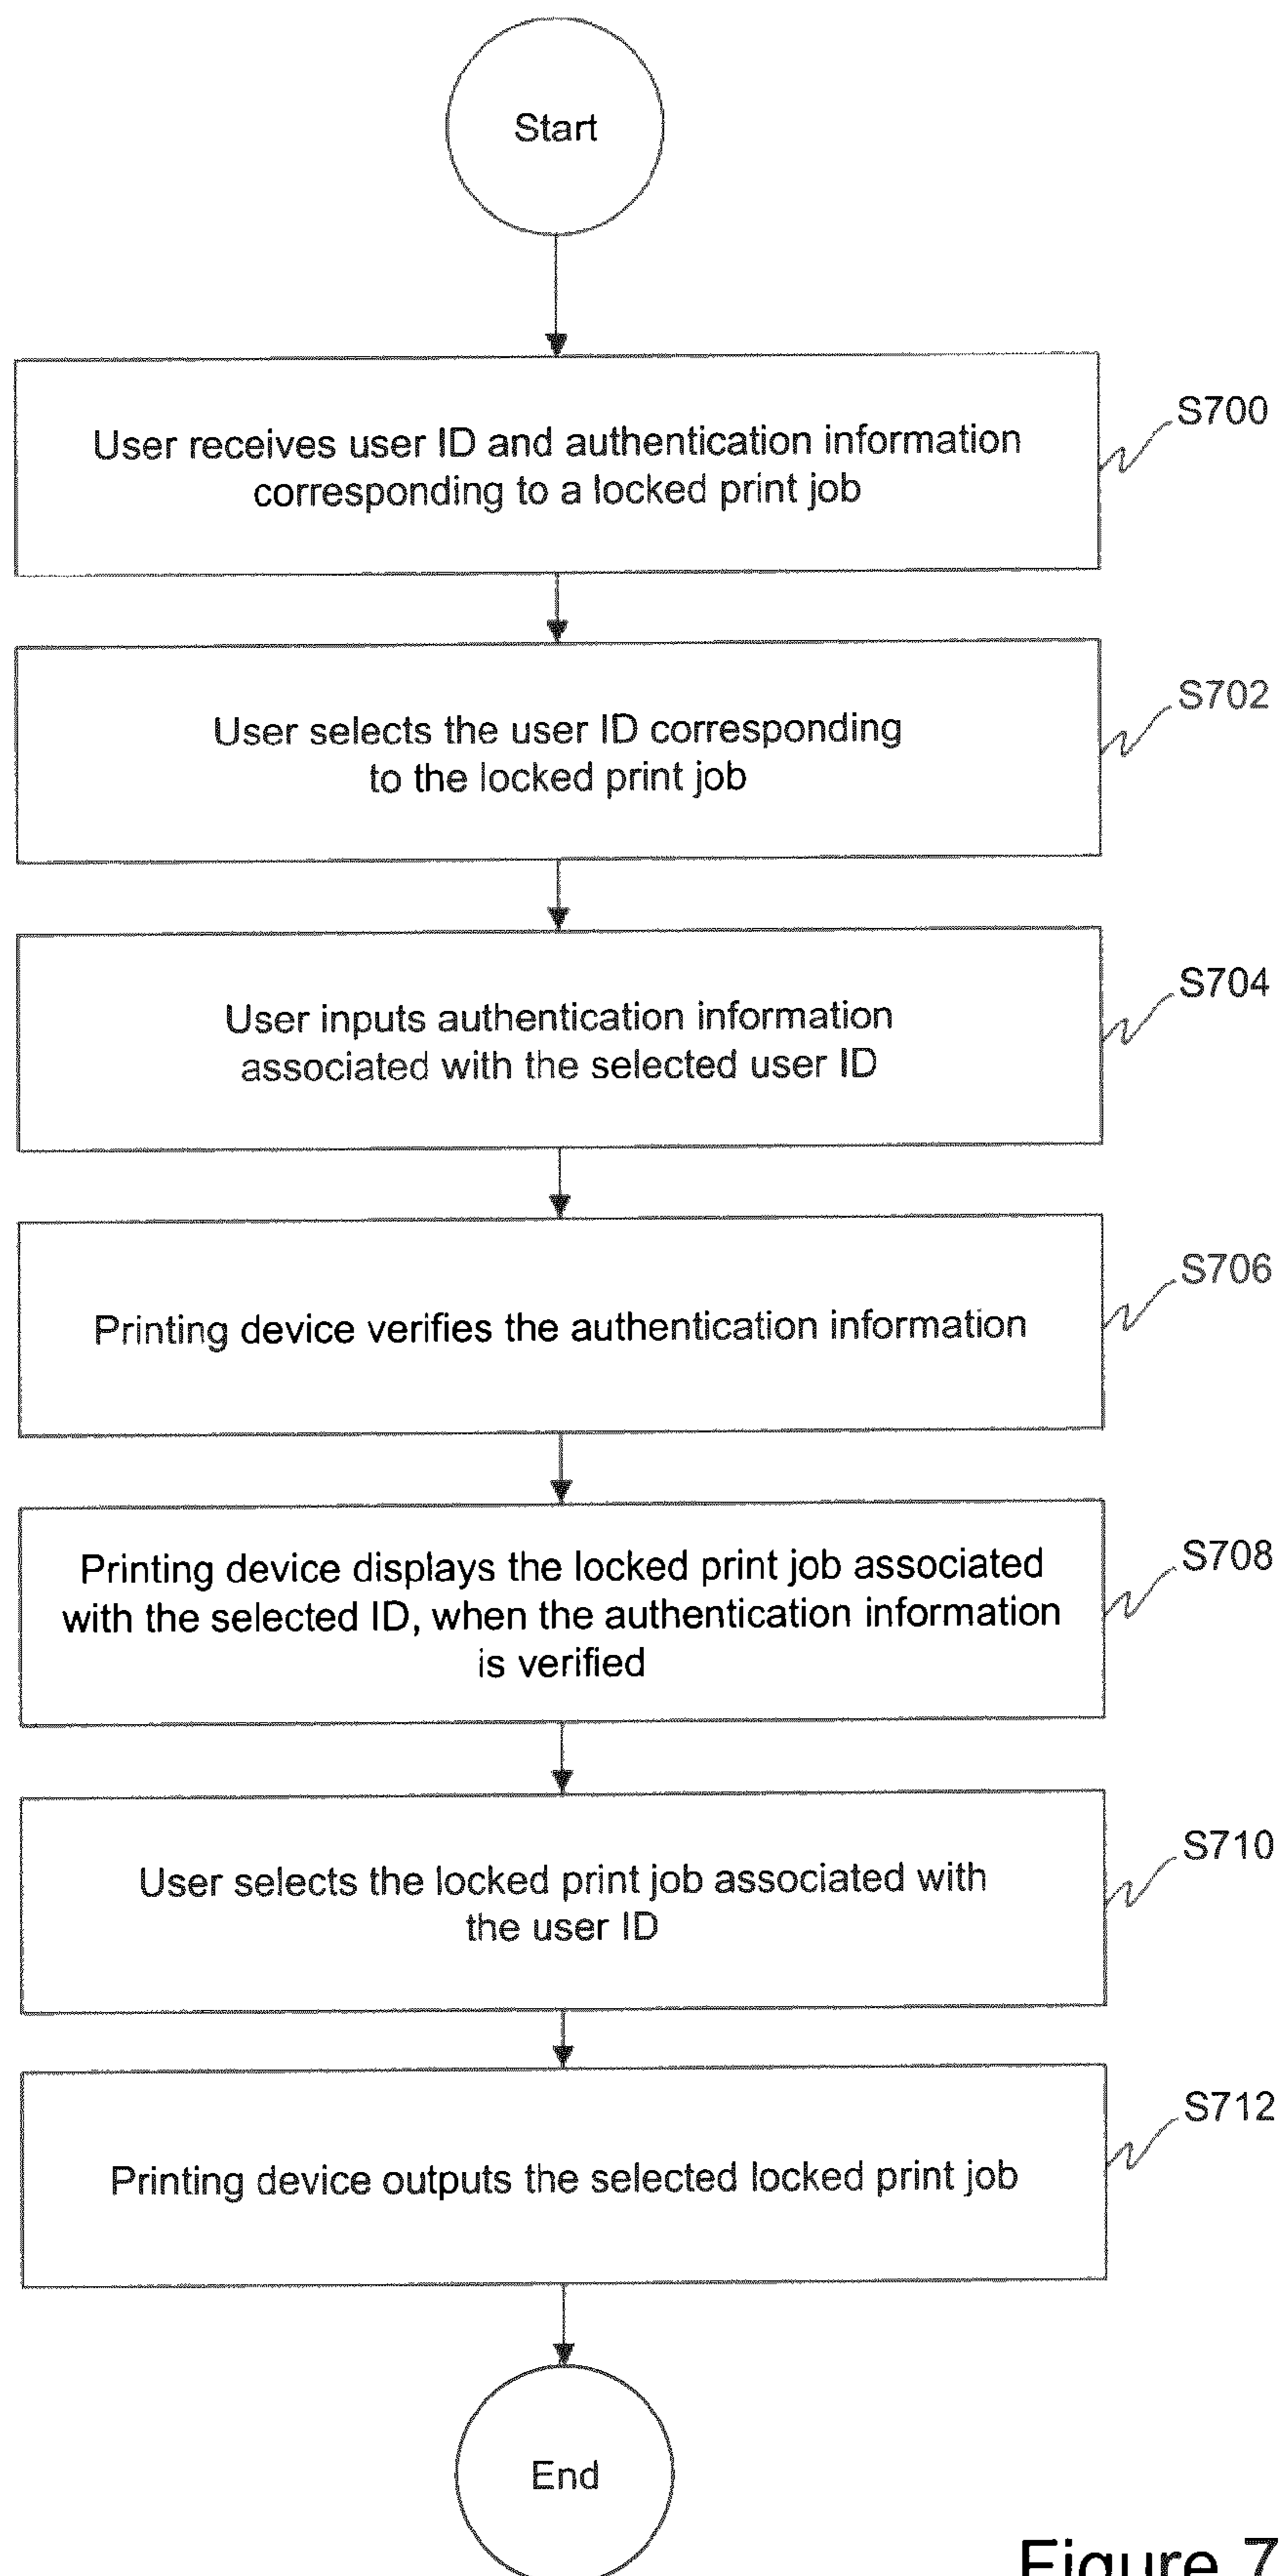 Start
User receives user ID and authentication information
corresponding to a locked print job
S700
User selects the user ID corresponding
to the locked print job
S702
User inputs authentication information
associated with the selected user ID
S704
Printing device verifies the authentication information
S706
Printing device displays the locked print job associated
with the selected ID, when the authentication information
is verified
S708
User selects the locked print job associated with
the user ID
S710
Printing device outputs the selected locked print job
S712
End
Figure 7